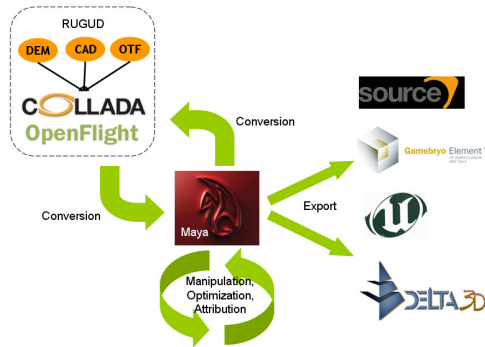 RUGUD
DEM
CAD
OTF
COLLADA
OpenFlight
Conversion
Conversion
Maya
Manipulation,
Optimization,
Attribution
Export
source
Gamebryo Element
DELTA3D